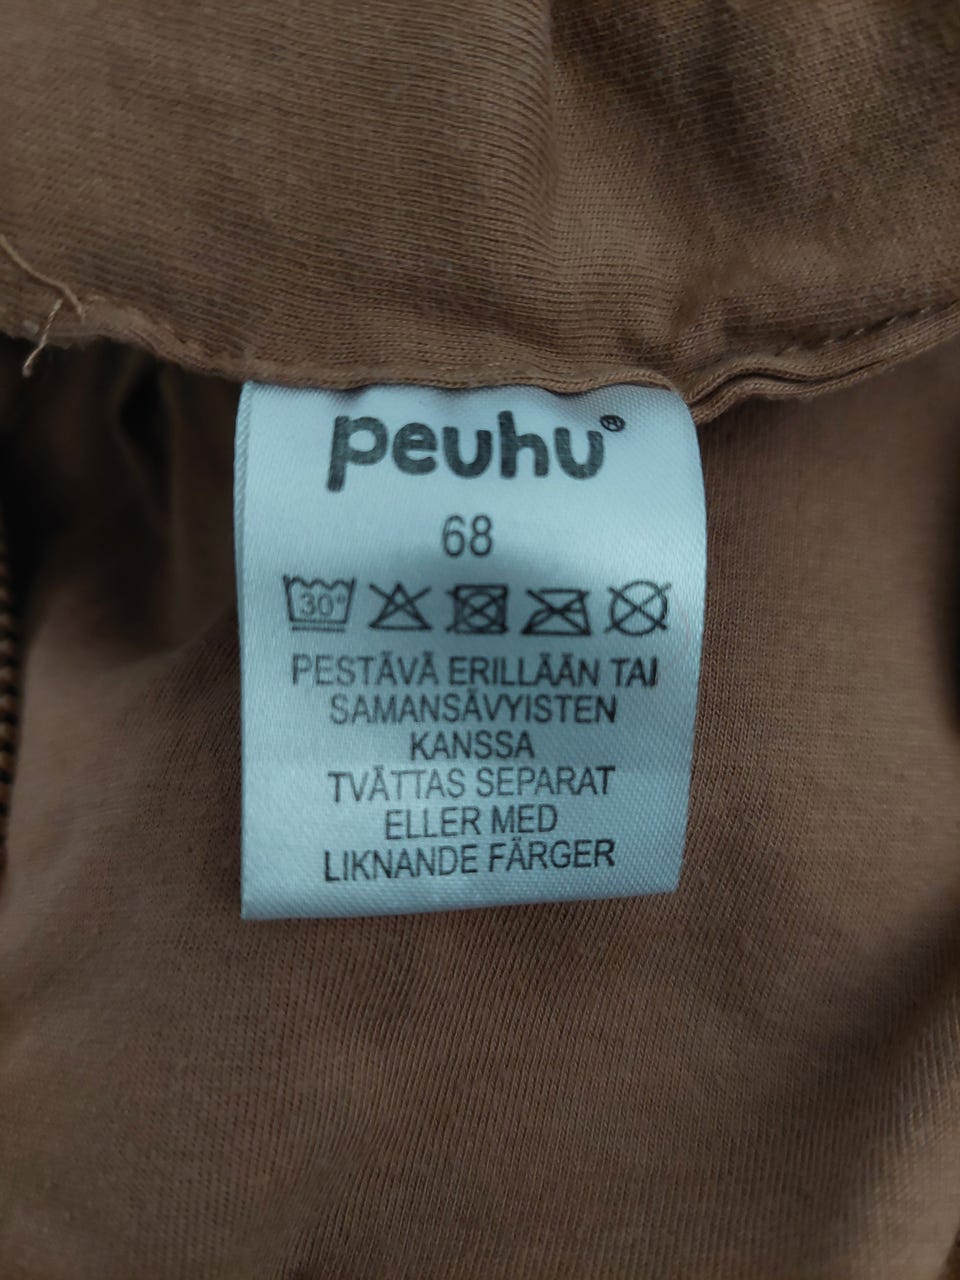 peuhu®
68
30°
PESTÄVÄ ERILLÄÄN TAI
SAMANSÄVYISTEN
KANSSA
TVÄTTAS SEPARAT
ELLER MED
LIKNANDE FÄRGER